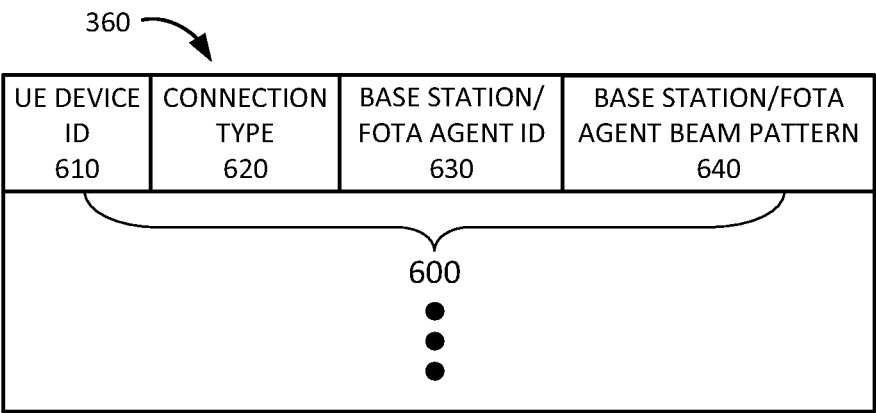 360
UE DEVICE CONNECTION BASE STATION/ BASE STATION/FOTA
ID TYPE FOTA AGENT ID AGENT BEAM PATTERN
610 620 630 640
600